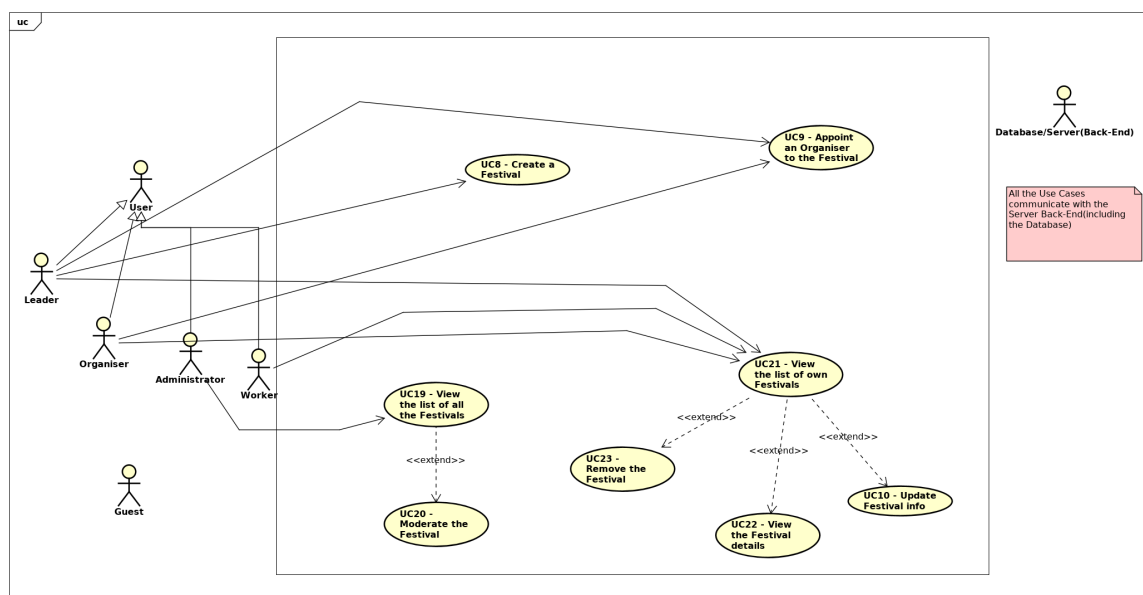 uc
Database/Server(Back-End)
UC9 - Appoint
an Organiser
to the Festival
UC8 - Create a
Festival
User
All the Use Cases
communicate with the
Server Back-End(including
the Database)
Leader
Organiser
Administrator
Worker
UC21 - View
the list of own
Festivals
UC19 - View
the list of all
the Festivals
<<extend>>
<<extend>>
<<extend>>
<<extend>>
UC23 -
Remove the
Festival
UC10 - Update
Festival info
Guest
UC20 -
Moderate the
Festival
UC22 - View
the Festival
details